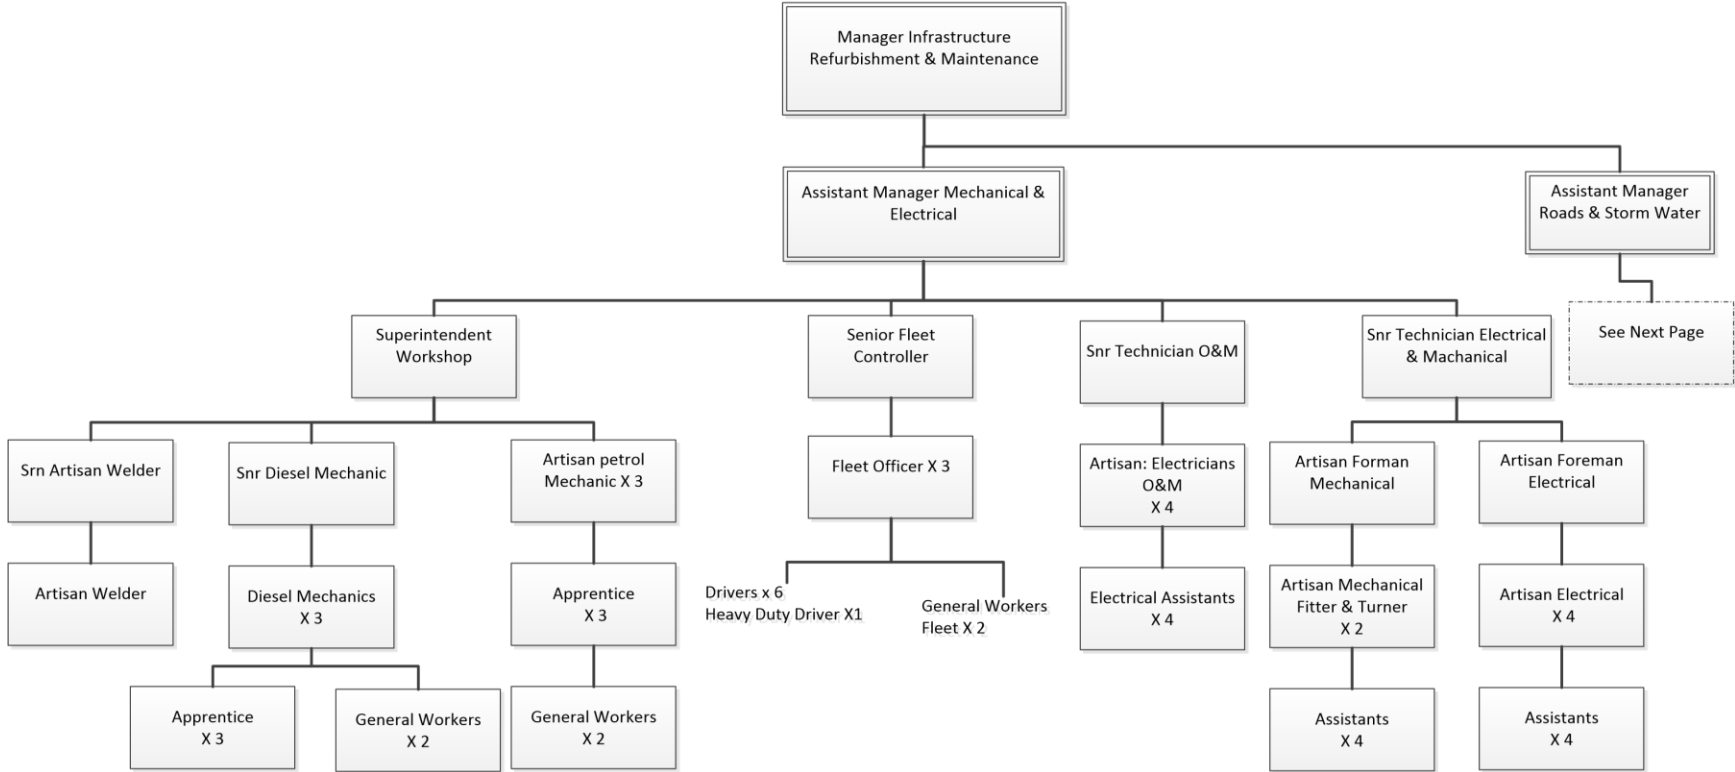 Manager Infrastructure
Refurbishment & Maintenance
Assistant Manager Mechanical &
Electrical
Assistant Manager
Roads & Storm Water
Superintendent
Workshop
Senior Fleet
Controller
Snr Technician O&M
Snr Technician Electrical
& Machanical
See Next Page
Srn Artisan Welder
Snr Diesel Mechanic
Artisan petrol
Mechanic X 3
Fleet Officer X 3
Artisan: Electricians
O&M
X 4
Artisan Forman
Mechanical
Artisan Foreman
Electrical
Artisan Welder
Diesel Mechanics
X 3
Apprentice
X 3
Drivers x 6
Heavy Duty Driver X1
General Workers
Fleet X 2
Electrical Assistants
X 4
Artisan Mechanical
Fitter & Turner
X 2
Artisan Electrical
X 4
Apprentice
X 3
General Workers
X 2
General Workers
X 2
Assistants
X 4
Assistants
X 4